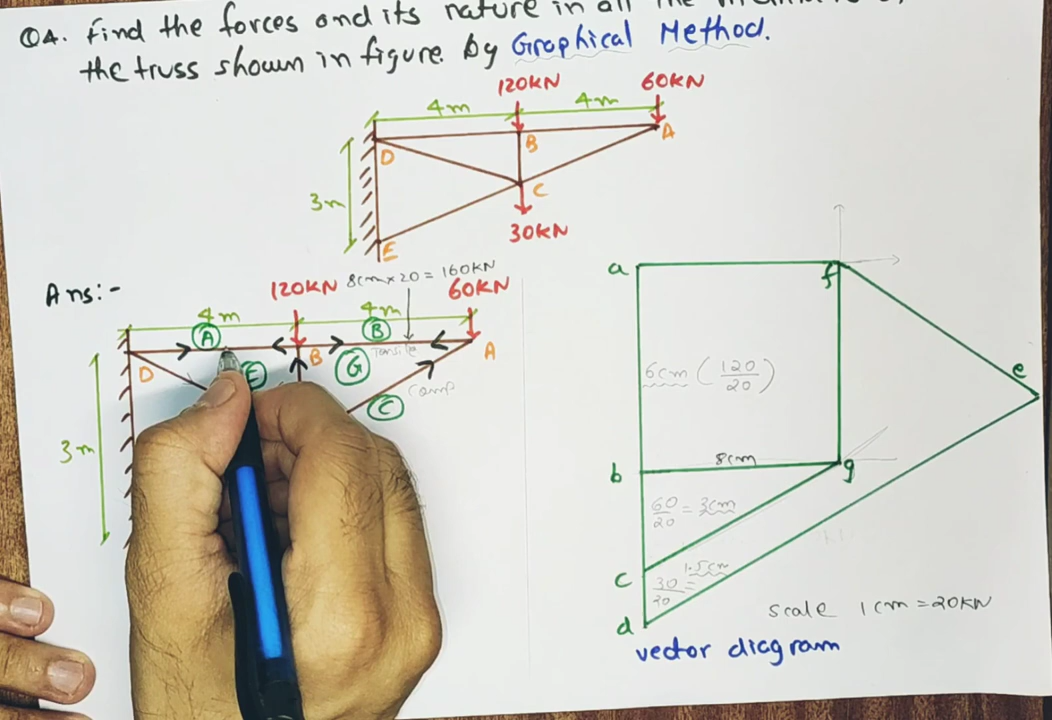 Q4. Find the forces and its nature in all the
the truss shown in figure by Graphical Method.
120KN 60KN
4m 4m
D B A
3m
C
E 30KN
Ans:- 8cm×20 = 160KN
120KN 60KN
4m 4m
A B
D B Tensile A
E G comp
C
3m
a f
6cm (120/20) e
b 8cm g
60/20 = 3cm
c 1.5cm
30/20 =
d scale 1cm = 20KN
vector diagram